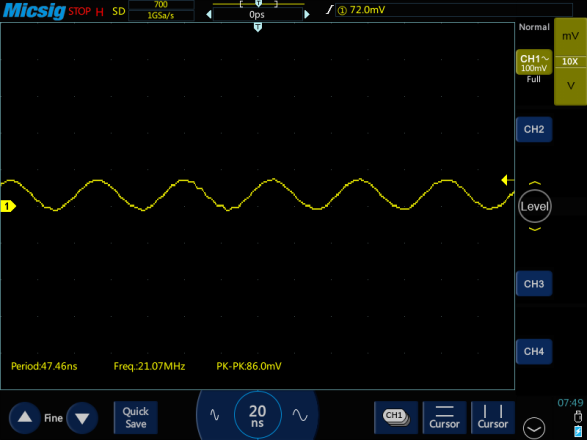 Micsig STOP H SD 700
1GSa/s
0ps
T
① 72.0mV
Normal
mV
CH1
100mV
10X
Full
V
CH2
1
Level
CH3
CH4
Period:47.46ns Freq.:21.07MHz PK-PK:86.0mV
Fine
Quick
Save
20
ns
CH1
Cursor
Cursor
07:49